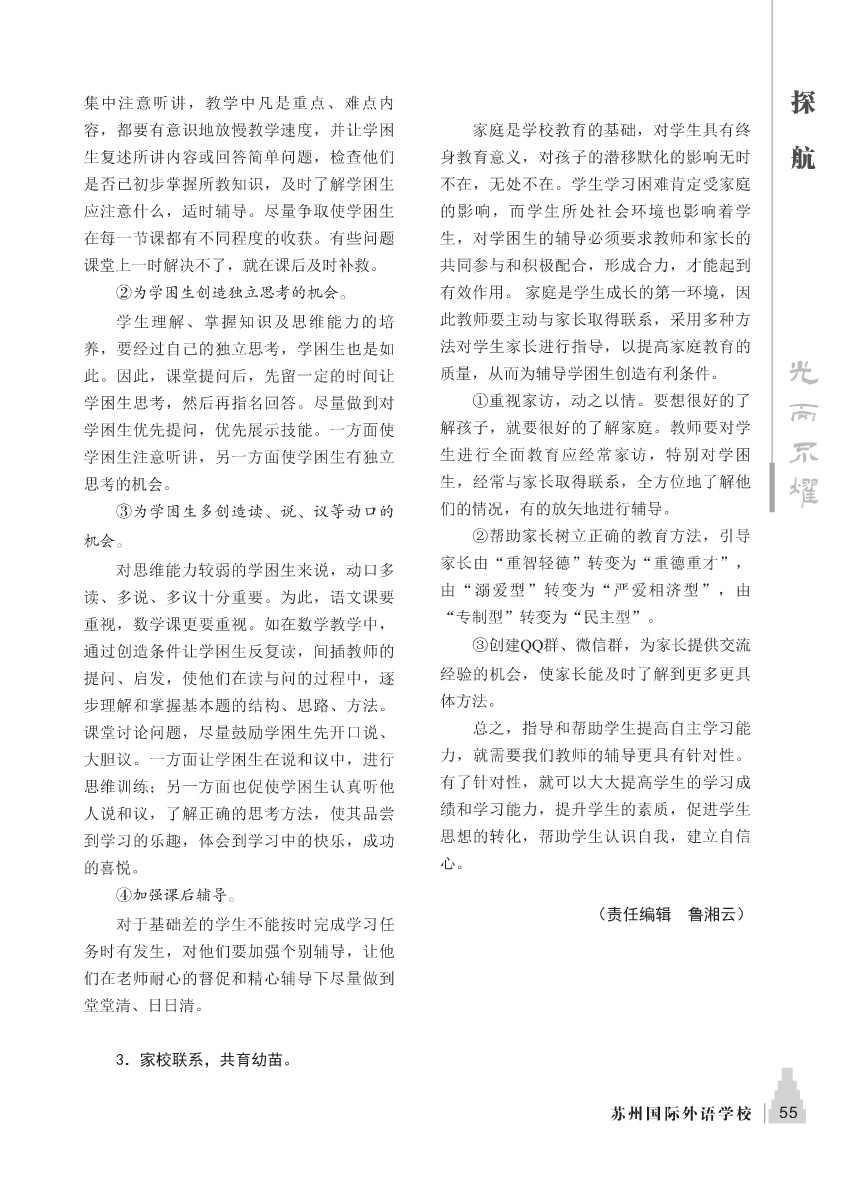 集中注意听讲，教学中凡是重点、难点内
容，都要有意识地放慢教学速度，并让学困
生复述所讲内容或回答简单问题，检查他们
是否已初步掌握所教知识，及时了解学困生
应注意什么，适时辅导。尽量争取使学困生
在每一节课都有不同程度的收获。有些问题
课堂上一时解决不了，就在课后及时补救。
②为学困生创造独立思考的机会。
学生理解、掌握知识及思维能力的培
养，要经过自己的独立思考，学困生也是如
此。因此，课堂提问后，先留一定的时间让
学困生思考，然后再指名回答。尽量做到对
学困生优先提问，优先展示技能。一方面使
学困生注意听讲，另一方面使学困生有独立
思考的机会。
③为学困生多创造读、说、议等动口的
机会。
对思维能力较弱的学困生来说，动口多
读、多说、多议十分重要。为此，语文课要
重视，数学课更要重视。如在数学教学中，
通过创造条件让学困生反复读，间插教师的
提问、启发，使他们在读与问的过程中，逐
步理解和掌握基本题的结构、思路、方法。
课堂讨论问题，尽量鼓励学困生先开口说、
大胆议。一方面让学困生在说和议中，进行
思维训练；另一方面也促使学困生认真听他
人说和议，了解正确的思考方法，使其品尝
到学习的乐趣，体会到学习中的快乐，成功
的喜悦。
④加强课后辅导。
对于基础差的学生不能按时完成学习任
务时有发生，对他们要加强个别辅导，让他
们在老师耐心的督促和精心辅导下尽量做到
堂堂清、日日清。
3．家校联系，共育幼苗。
家庭是学校教育的基础，对学生具有终
身教育意义，对孩子的潜移默化的影响无时
不在，无处不在。学生学习困难肯定受家庭
的影响，而学生所处社会环境也影响着学
生，对学困生的辅导必须要求教师和家长的
共同参与和积极配合，形成合力，才能起到
有效作用。 家庭是学生成长的第一环境，因
此教师要主动与家长取得联系，采用多种方
法对学生家长进行指导，以提高家庭教育的
质量，从而为辅导学困生创造有利条件。
①重视家访，动之以情。要想很好的了
解孩子，就要很好的了解家庭。教师要对学
生进行全面教育应经常家访，特别对学困
生，经常与家长取得联系，全方位地了解他
们的情况，有的放矢地进行辅导。
②帮助家长树立正确的教育方法，引导
家长由“重智轻德”转变为“重德重才”，
由“溺爱型”转变为“严爱相济型”，由
“专制型”转变为“民主型”。
③创建QQ群、微信群，为家长提供交流
经验的机会，使家长能及时了解到更多更具
体方法。
总之，指导和帮助学生提高自主学习能
力，就需要我们教师的辅导更具有针对性。
有了针对性，就可以大大提高学生的学习成
绩和学习能力，提升学生的素质，促进学生
思想的转化，帮助学生认识自我，建立自信
心。
（责任编辑　鲁湘云）
探航
光而不耀
苏州国际外语学校 55